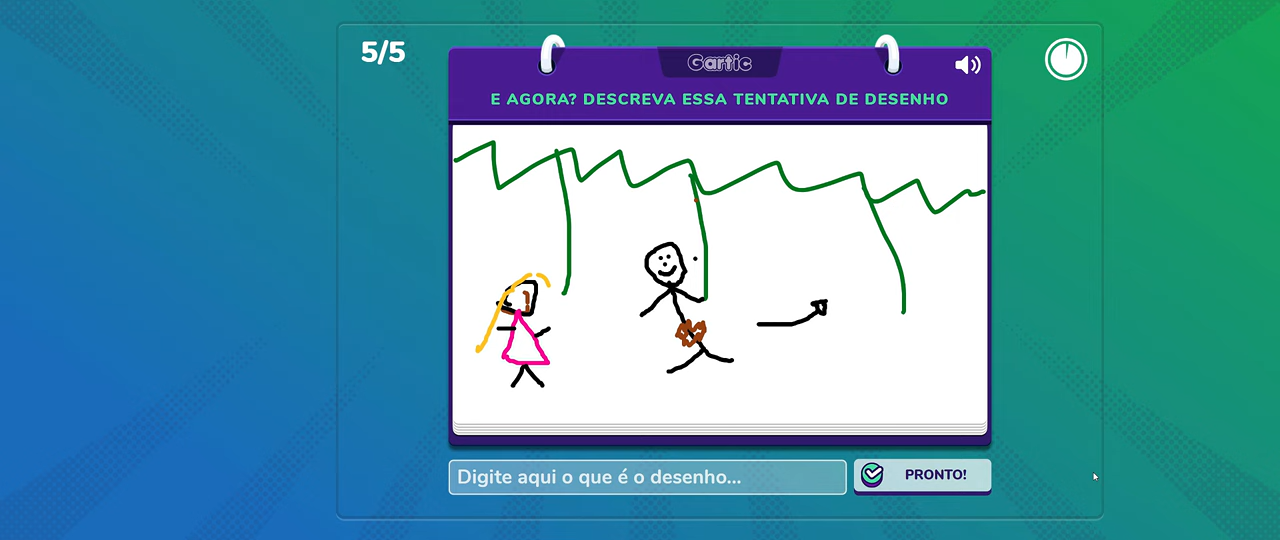 5/5
Gartic
E AGORA? DESCREVA ESSA TENTATIVA DE DESENHO
Digite aqui o que é o desenho...
PRONTO!